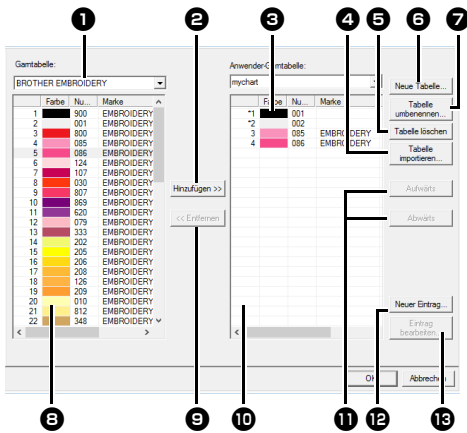 1 2 3 4 5 6 7
Garntabelle:
BROTHER EMBROIDERY
Farbe Nu... Marke
1 900 EMBROIDERY
2 001 EMBROIDERY
3 800 EMBROIDERY
4 085 EMBROIDERY
5 086 EMBROIDERY
6 124 EMBROIDERY
7 107 EMBROIDERY
8 030 EMBROIDERY
9 807 EMBROIDERY
10 869 EMBROIDERY
11 620 EMBROIDERY
12 079 EMBROIDERY
13 333 EMBROIDERY
14 202 EMBROIDERY
15 205 EMBROIDERY
16 206 EMBROIDERY
17 208 EMBROIDERY
18 126 EMBROIDERY
19 209 EMBROIDERY
20 010 EMBROIDERY
21 812 EMBROIDERY
22 348 EMBROIDERY
Hinzufügen >>
<< Entfernen
Anwender-Garntabelle:
mychart
Farbe Nu... Marke
*1 001
*2 002
3 085 EMBROIDERY
4 086 EMBROIDERY
Neue Tabelle...
Tabelle
umbenennen...
Tabelle löschen
Tabelle
importieren...
Aufwärts
Abwärts
Neuer Eintrag...
Eintrag
bearbeiten...
OK Abbrechen
8 9 10 11 12 13